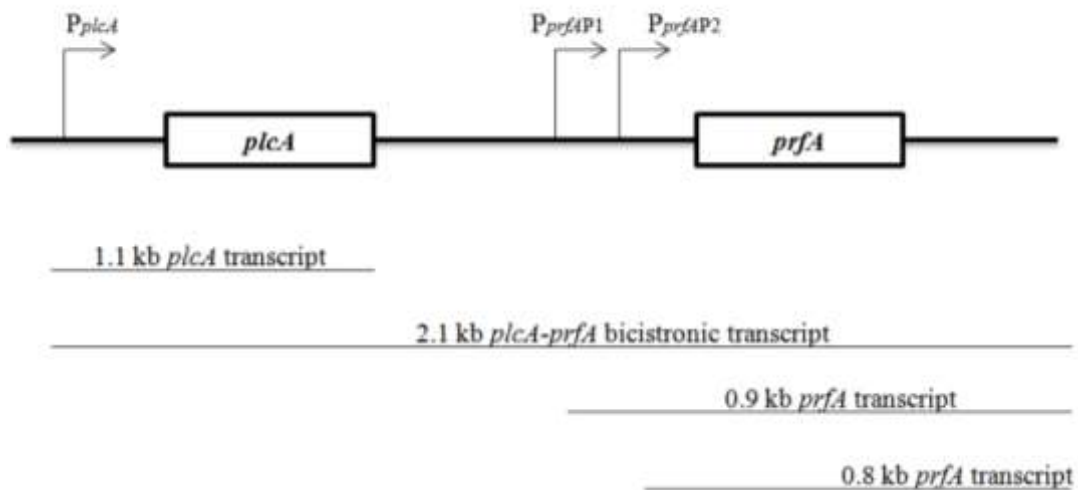 PplcA PprfAP1 PprfAP2
plcA prfA
1.1 kb plcA transcript
2.1 kb plcA-prfA bicistronic transcript
0.9 kb prfA transcript
0.8 kb prfA transcript